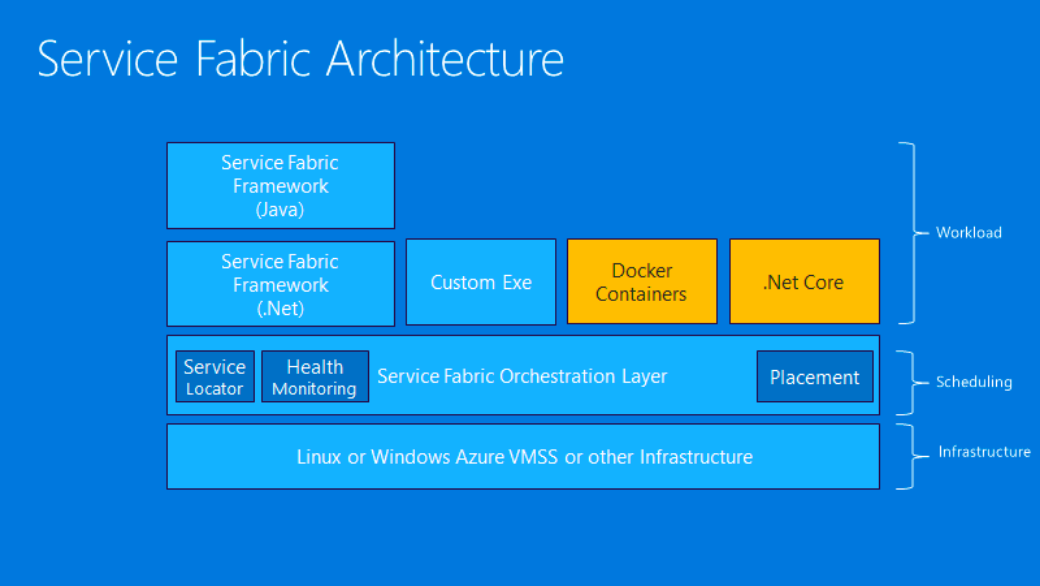 Service Fabric Architecture
Service Fabric
Framework
(Java)
Workload
Service Fabric
Framework
(.Net)
Custom Exe
Docker
Containers
.Net Core
Service
Locator
Health
Monitoring
Service Fabric Orchestration Layer
Placement
Scheduling
Linux or Windows Azure VMSS or other Infrastructure
Infrastructure